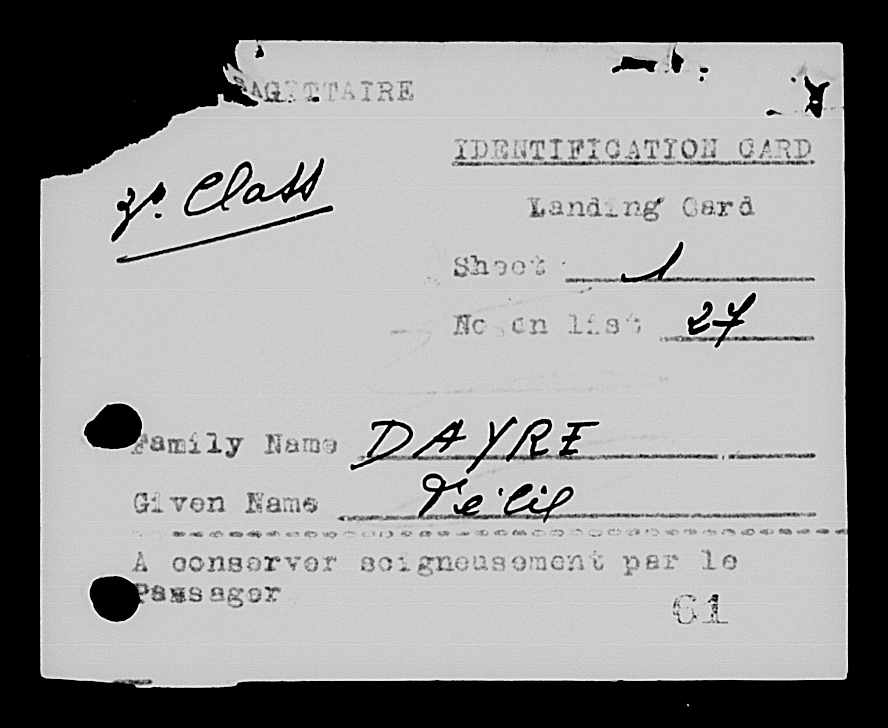 SAGITTAIRE
IDENTIFICATION CARD
3e. Class
Landing Card
Sheet 1
No on list 27
Family Name DAYRE
Given Name
A conserver soigneusement par le
Passager
61